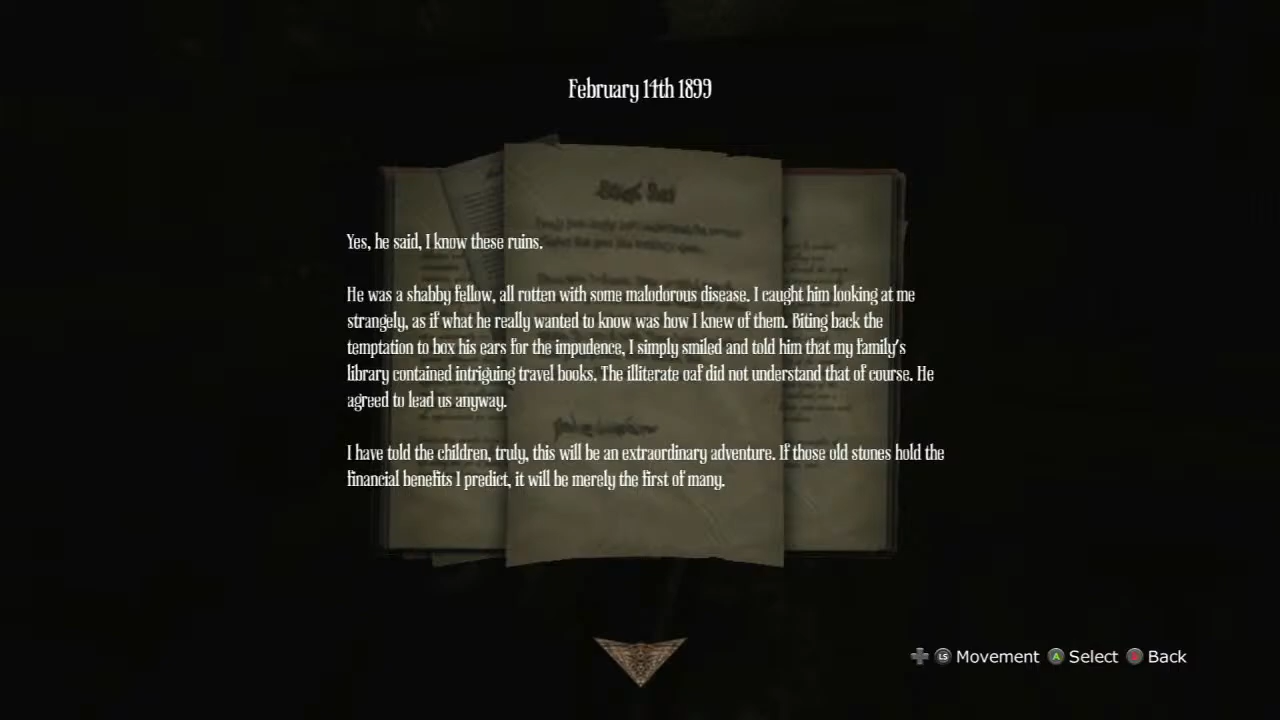 February 14th 1899
Yes, he said, I know these ruins.
He was a shabby fellow, all rotten with some malodorous disease. I caught him looking at me
strangely, as if what he really wanted to know was how I knew of them. Biting back the
temptation to box his ears for the impudence, I simply smiled and told him that my family's
library contained intriguing travel books. The illiterate oaf did not understand that of course. He
agreed to lead us anyway.
I have told the children, truly, this will be an extraordinary adventure. If those old stones hold the
financial benefits I predict, it will be merely the first of many.
LS Movement A Select Back